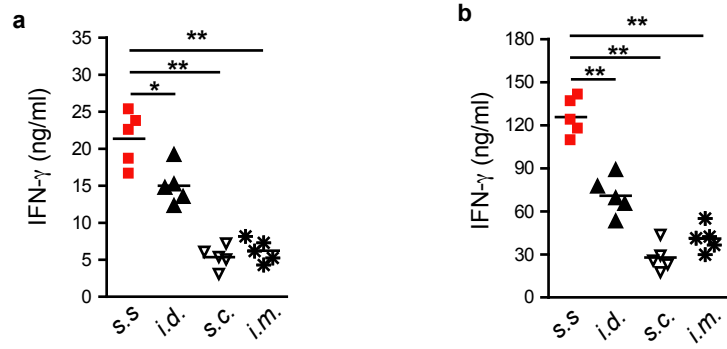 a
**
**
*
IFN-γ (ng/ml)
35
30
25
20
15
10
5
0
s.s
i.d.
s.c.
i.m.
b
**
**
**
IFN-γ (ng/ml)
180
150
120
90
60
30
0
s.s
i.d.
s.c.
i.m.